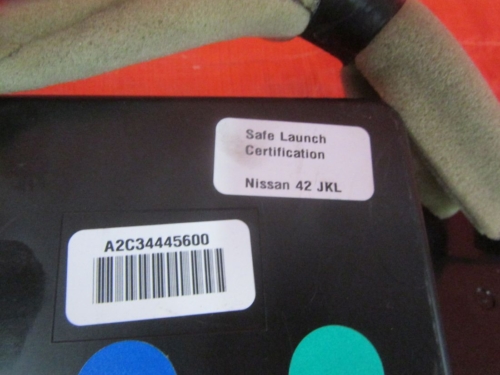 Safe Launch
Certification
Nissan 42 JKL
A2C34445600